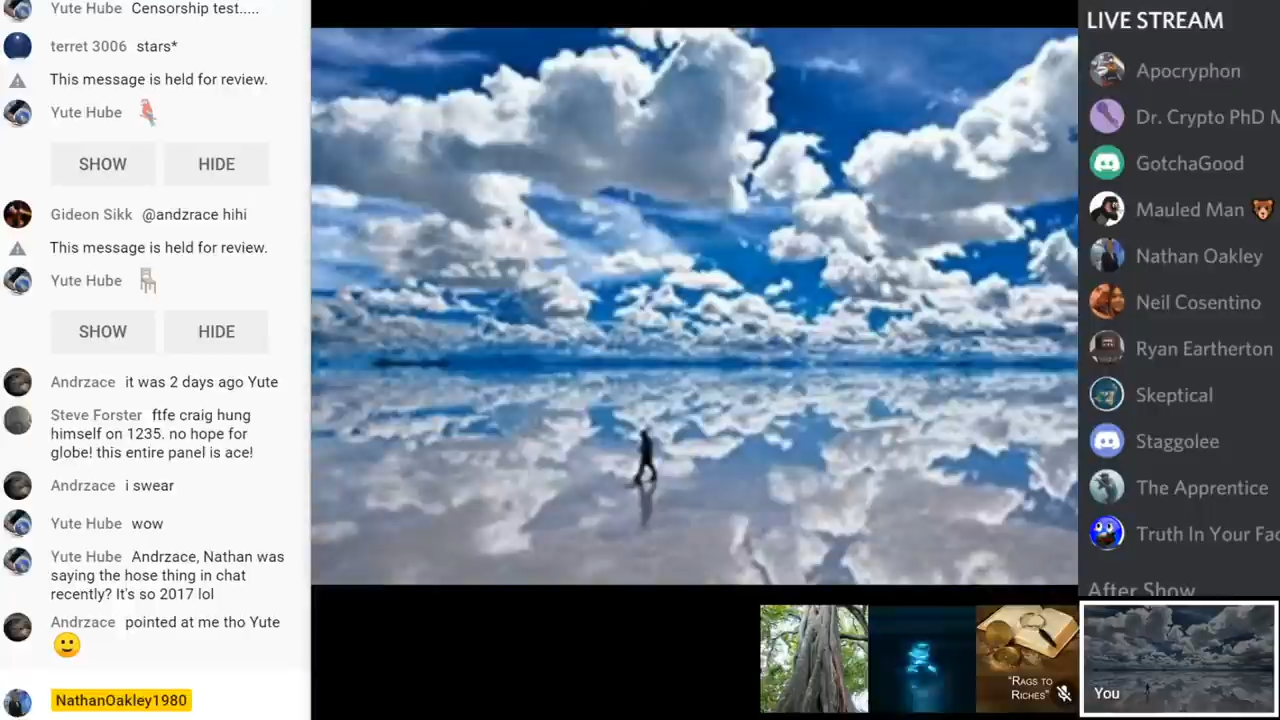 Yute Hube Censorship test.....
terret 3006 stars*
This message is held for review.
Yute Hube
SHOW HIDE
Gideon Sikk @andzrace hihi
This message is held for review.
Yute Hube
SHOW HIDE
Andrzace it was 2 days ago Yute
Steve Forster ftfe craig hung
himself on 1235. no hope for
globe! this entire panel is ace!
Andrzace i swear
Yute Hube wow
Yute Hube Andrzace, Nathan was
saying the hose thing in chat
recently? It's so 2017 lol
Andrzace pointed at me tho Yute
NathanOakley1980
"RAGS TO
RICHES"
You
LIVE STREAM
Apocryphon
Dr. Crypto PhD
GotchaGood
Mauled Man
Nathan Oakley
Neil Cosentino
Ryan Eartherton
Skeptical
Staggolee
The Apprentice
Truth In Your
After Show